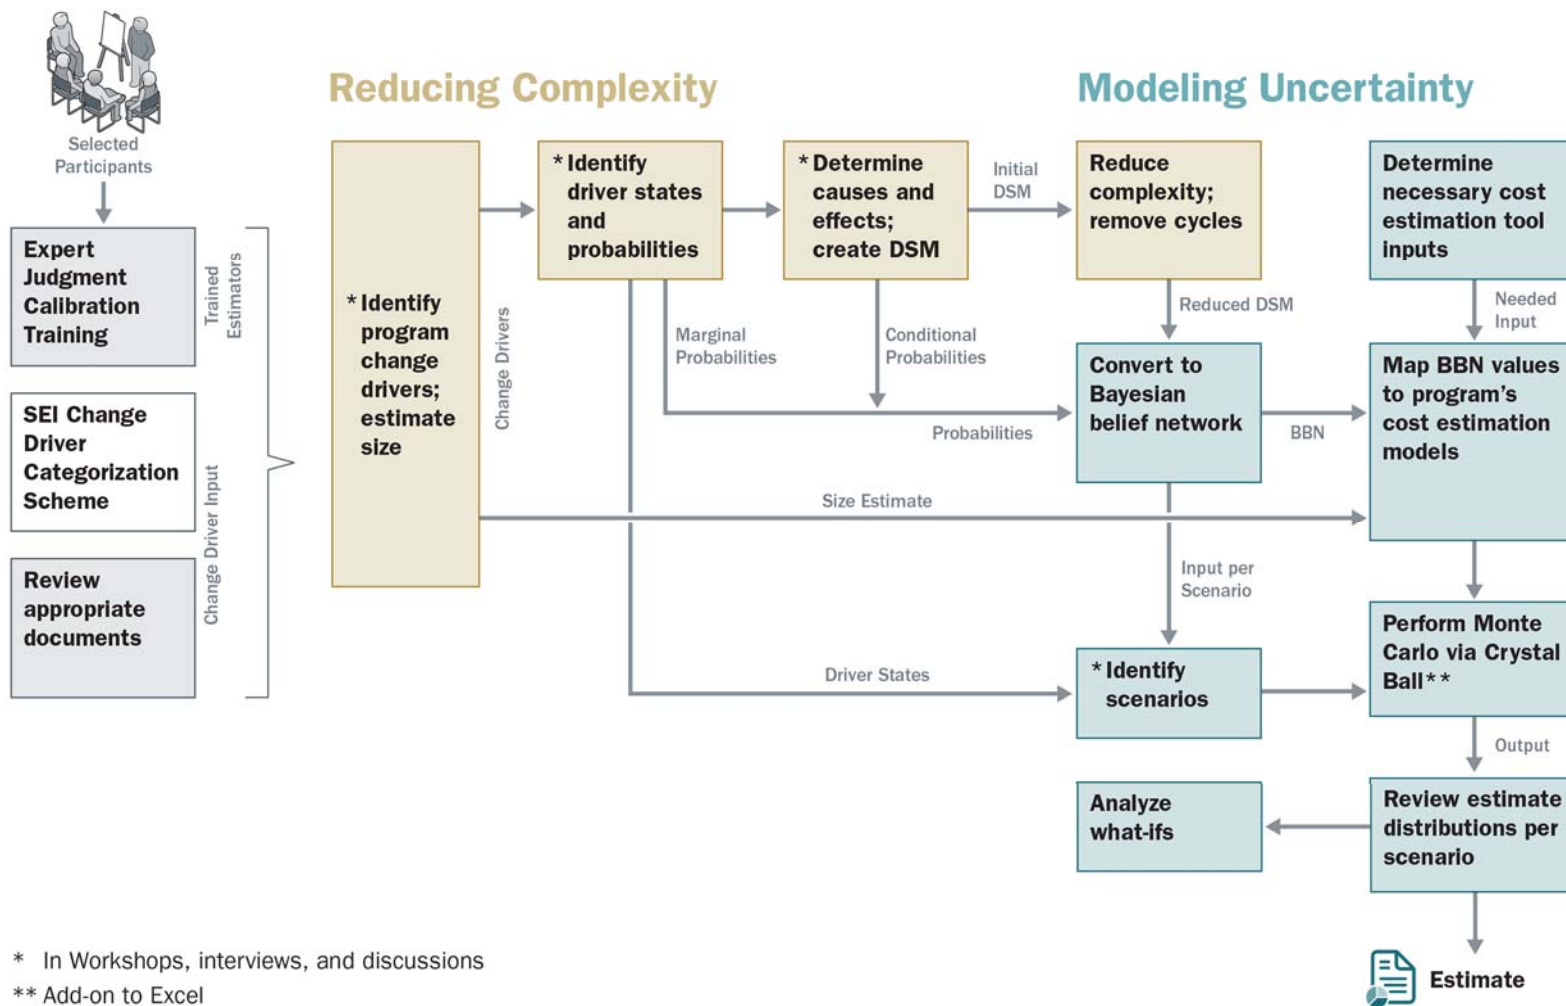 Reducing Complexity
Modeling Uncertainty
Selected
Participants
Expert
Judgment
Calibration
Training
Trained
Estimators
SEI Change
Driver
Categorization
Scheme
Review
appropriate
documents
Change Driver Input
* Identify
program
change
drivers;
estimate
size
Change Drivers
* Identify
driver states
and
probabilities
* Determine
causes and
effects;
create DSM
Initial
DSM
Reduce
complexity;
remove cycles
Determine
necessary cost
estimation tool
inputs
Marginal
Probabilities
Conditional
Probabilities
Reduced DSM
Needed
Input
Probabilities
Convert to
Bayesian
belief network
BBN
Map BBN values
to program's
cost estimation
models
Size Estimate
Input per
Scenario
Driver States
* Identify
scenarios
Perform Monte
Carlo via Crystal
Ball**
Output
Analyze
what-ifs
Review estimate
distributions per
scenario
Estimate
* In Workshops, interviews, and discussions
** Add-on to Excel